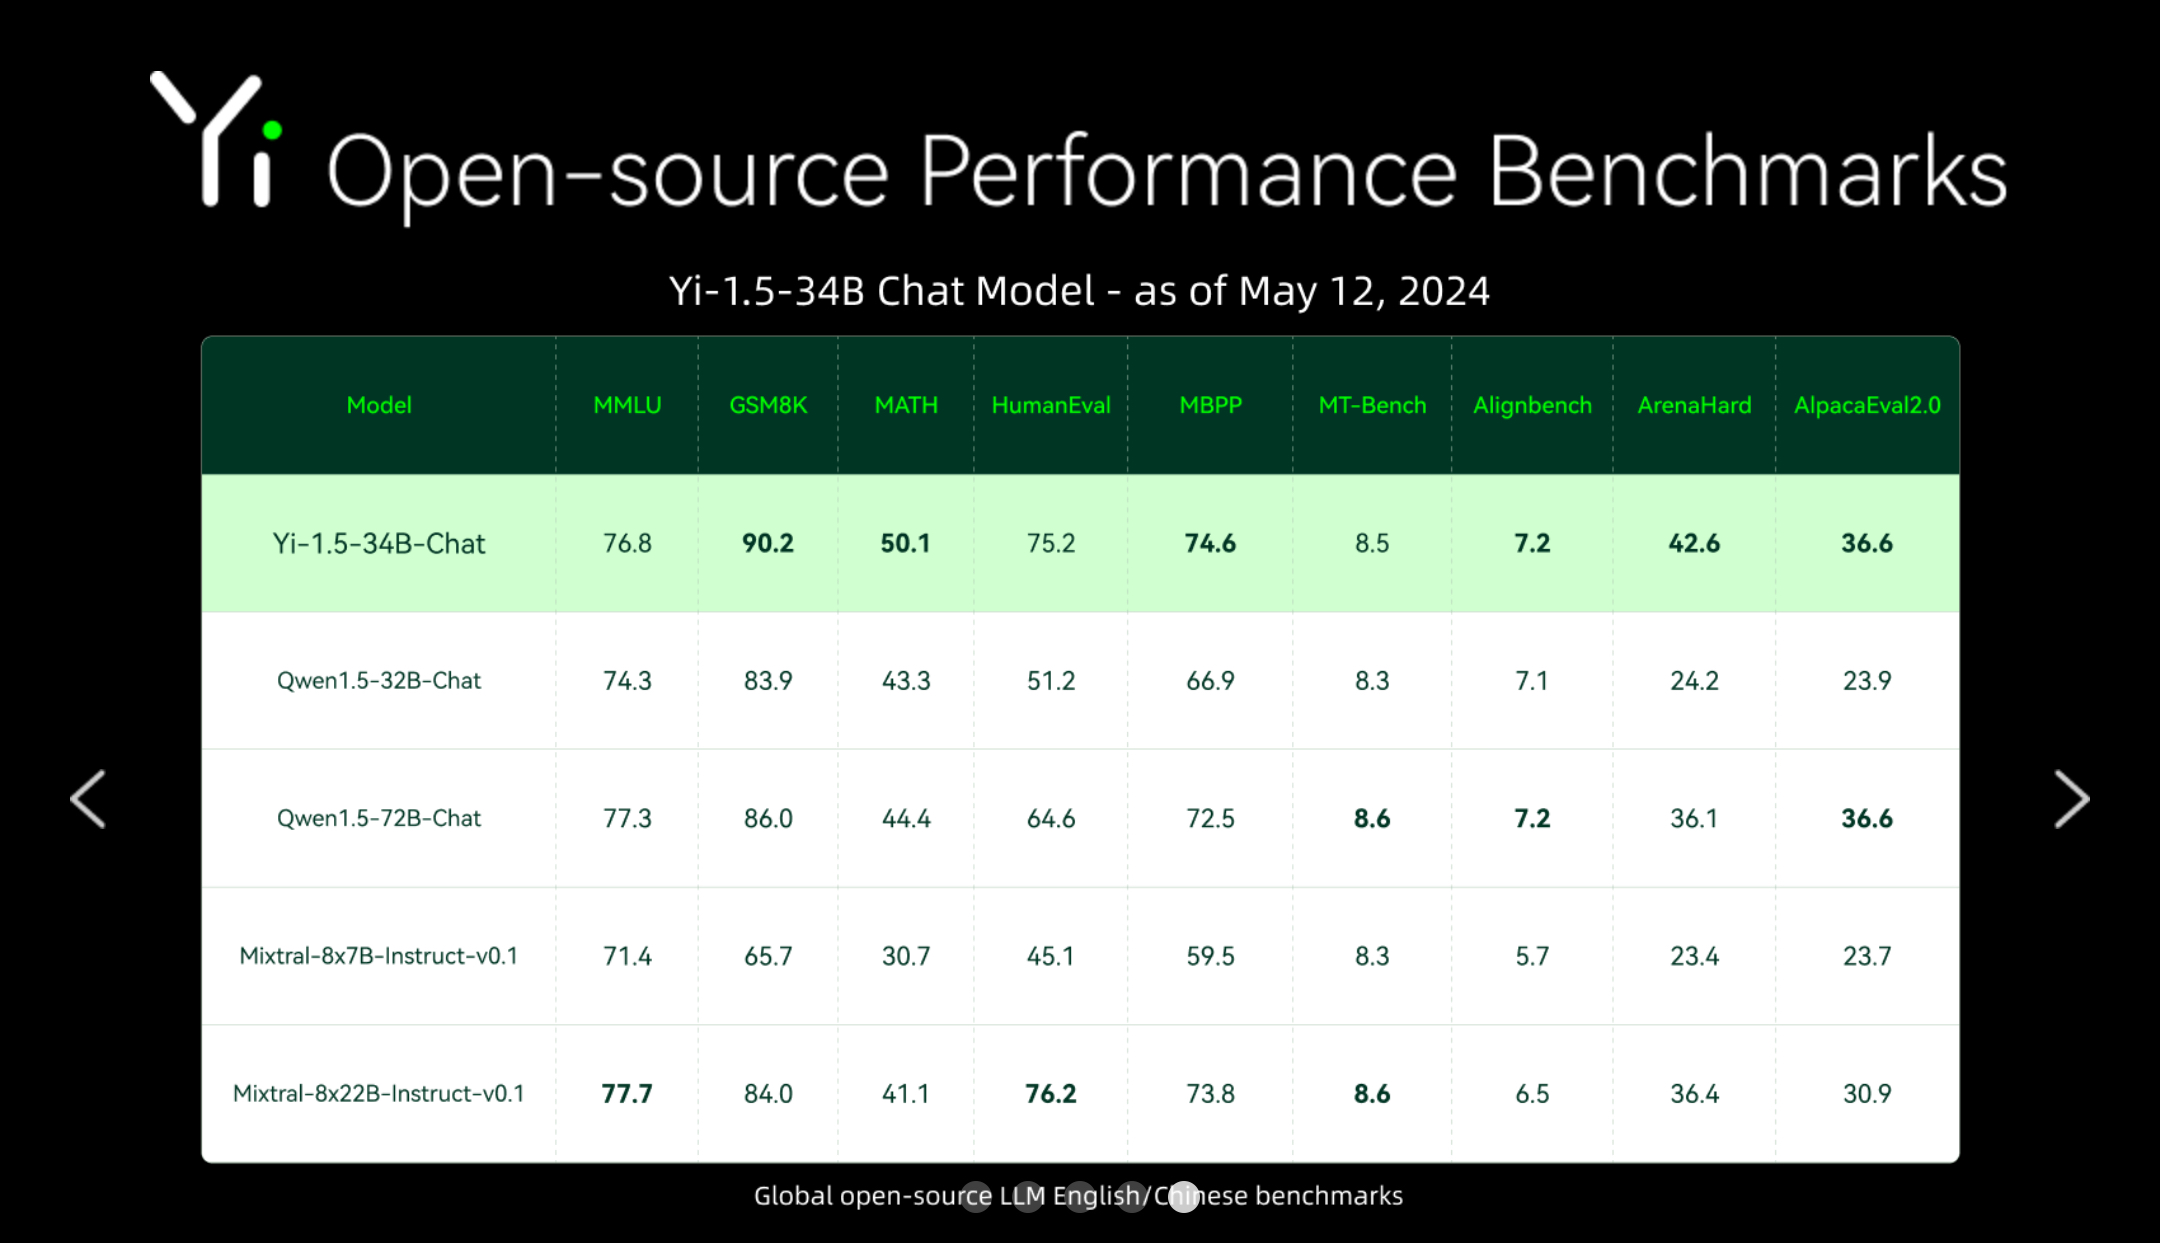 Yi Open-source Performance Benchmarks
Yi-1.5-34B Chat Model - as of May 12, 2024
Model MMLU GSM8K MATH HumanEval MBPP MT-Bench Alignbench ArenaHard AlpacaEval2.0
Yi-1.5-34B-Chat 76.8 90.2 50.1 75.2 74.6 8.5 7.2 42.6 36.6
Qwen1.5-32B-Chat 74.3 83.9 43.3 51.2 66.9 8.3 7.1 24.2 23.9
Qwen1.5-72B-Chat 77.3 86.0 44.4 64.6 72.5 8.6 7.2 36.1 36.6
Mixtral-8x7B-Instruct-v0.1 71.4 65.7 30.7 45.1 59.5 8.3 5.7 23.4 23.7
Mixtral-8x22B-Instruct-v0.1 77.7 84.0 41.1 76.2 73.8 8.6 6.5 36.4 30.9
Global open-source LLM English/Chinese benchmarks